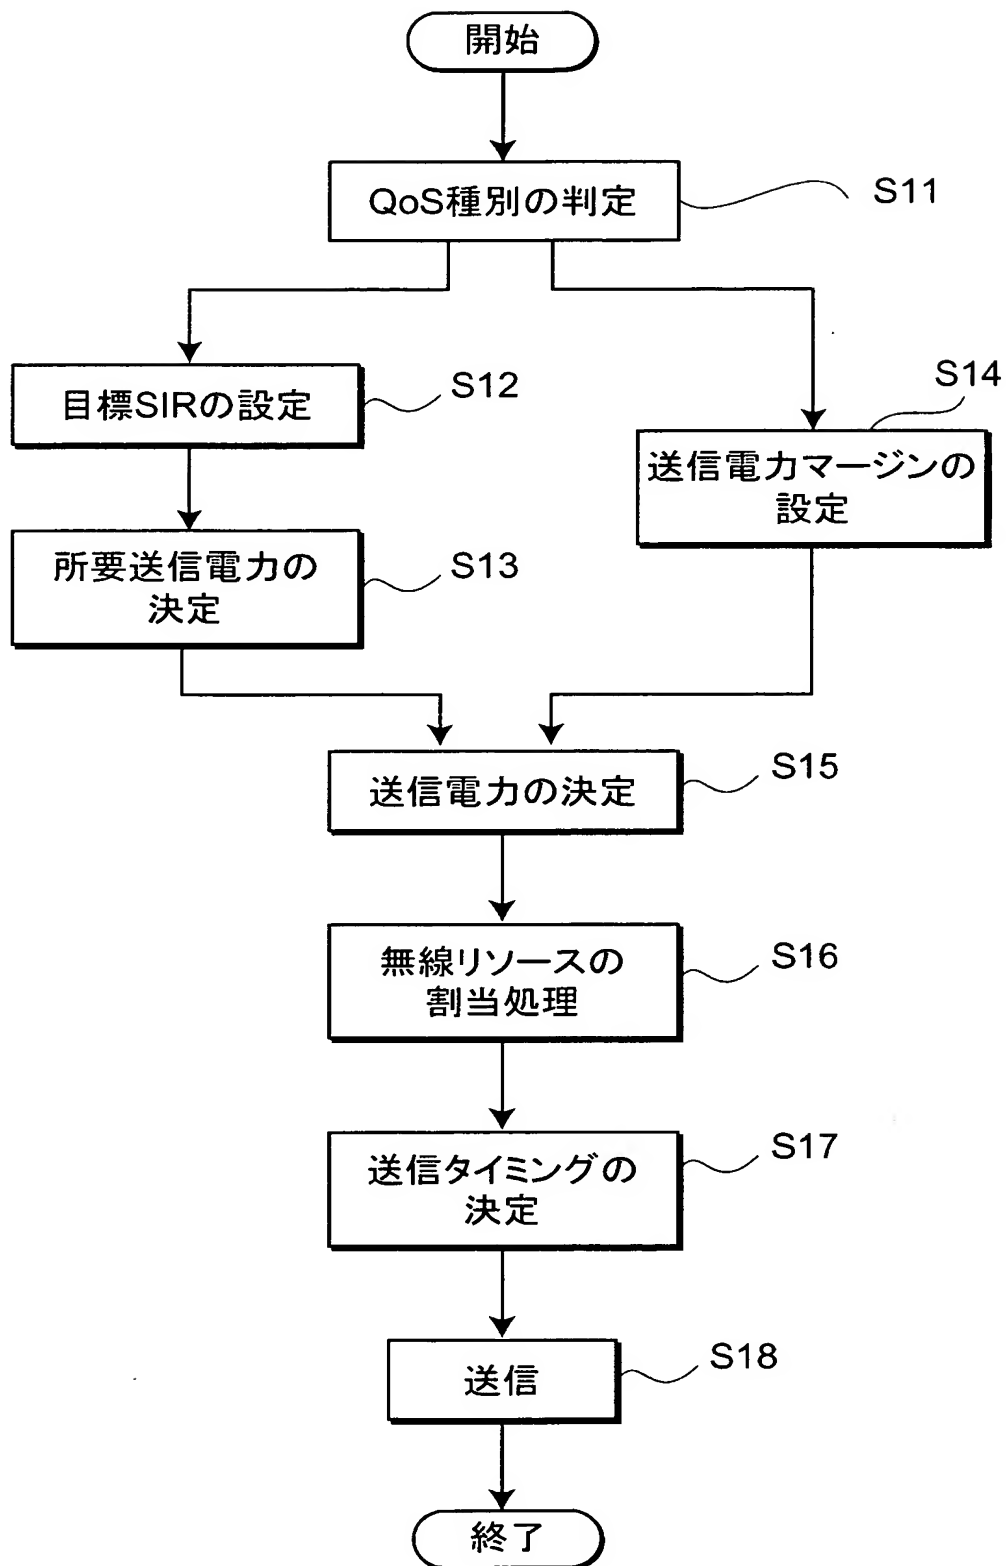 開始
QoS種別の判定
S11
目標SIRの設定
S12
S14
送信電力マージンの
設定
所要送信電力の
決定
S13
送信電力の決定
S15
無線リソースの
割当処理
S16
送信タイミングの
決定
S17
送信
S18
終了